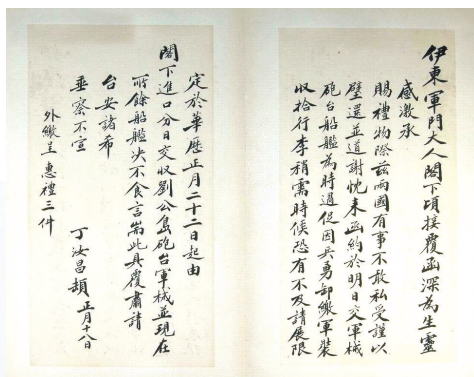 伊東軍門大人閣下頃接覆函深為生靈
感激承
賜禮物際茲兩國有事不敢私受謹以
璧還並道謝忱來函約於明日交軍械
砲台船艦為時過促因兵勇卸繳軍裝
收拾行李稍需時候恐有不及請展限
定於華歷正月二十二日起由
閣下進口分日交收劉公島砲台軍械並現在
所餘船艦決不食言耑此具覆肅請
台安諸希
垂察不宣
丁汝昌頓 正月十八日
外繳呈 惠禮三件